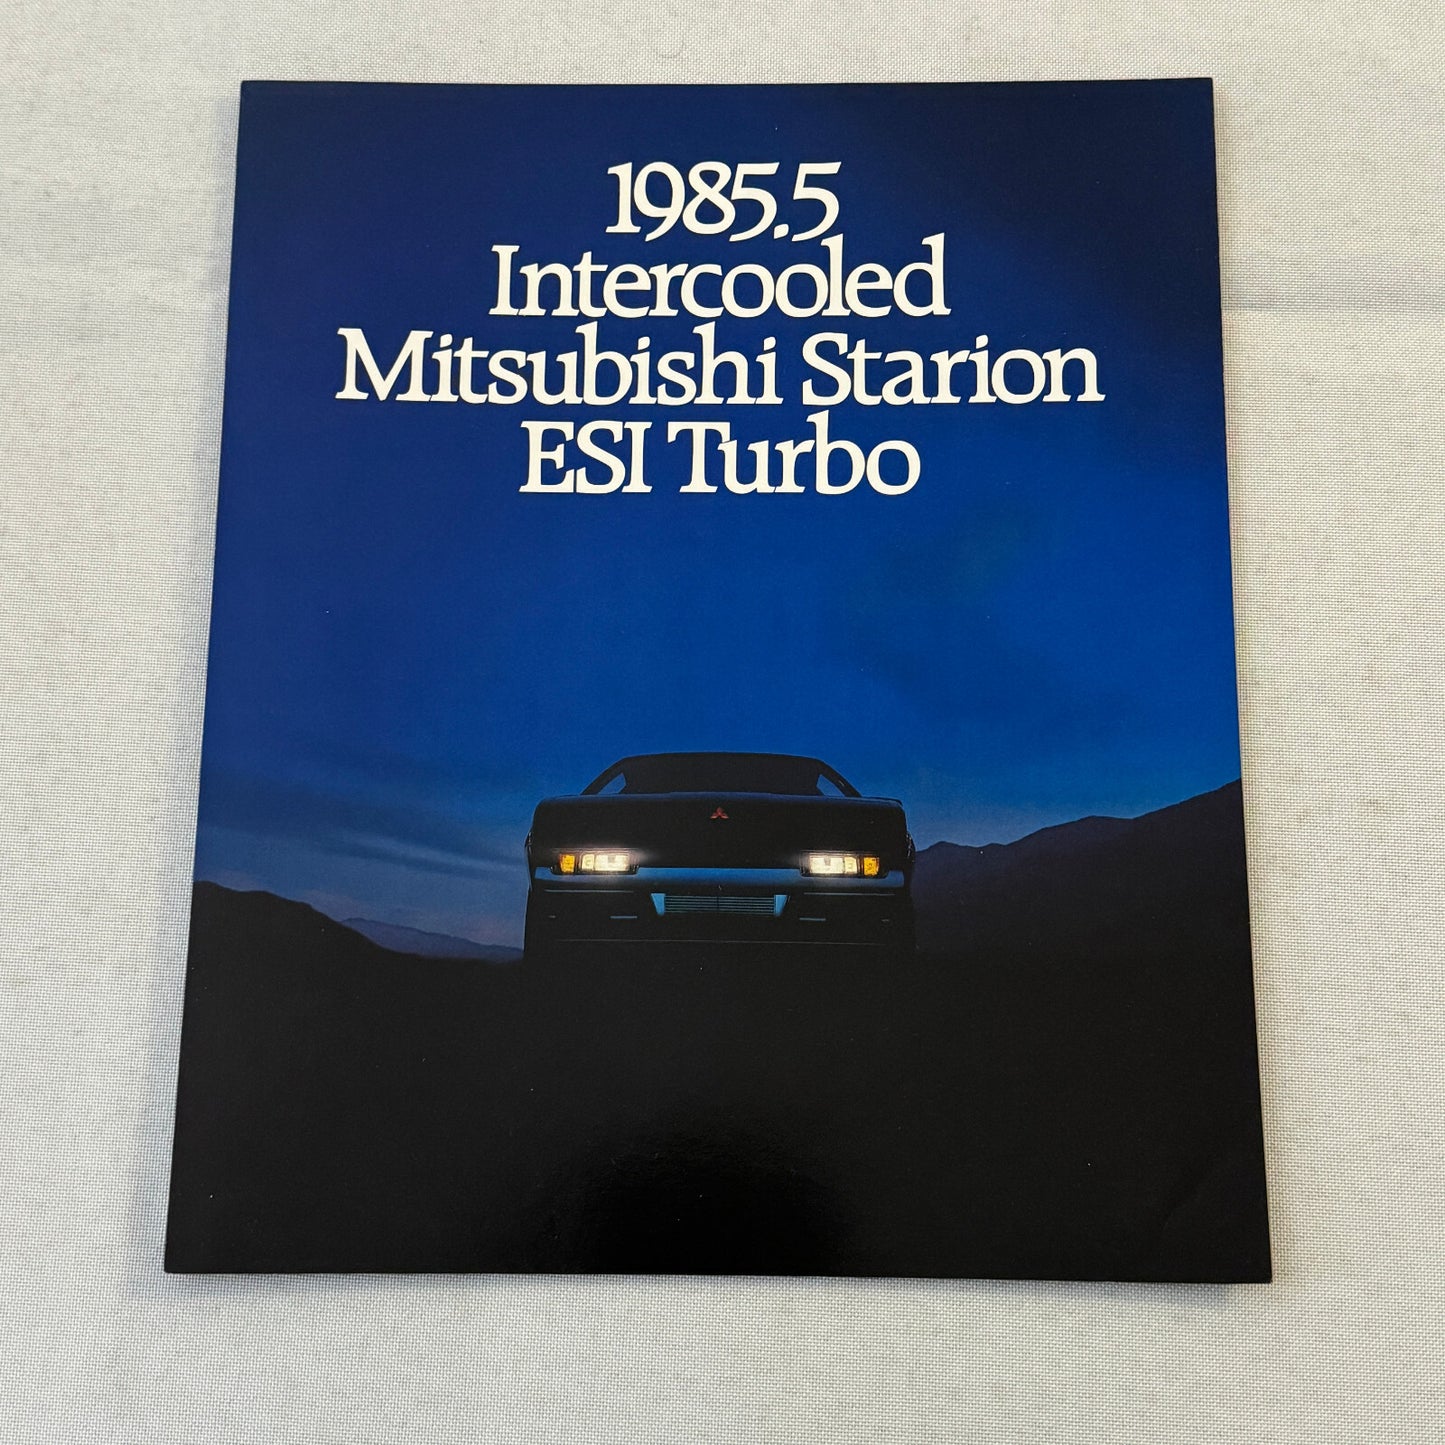 1985.5
Intercooled
Mitsubishi Starion
ESI Turbo